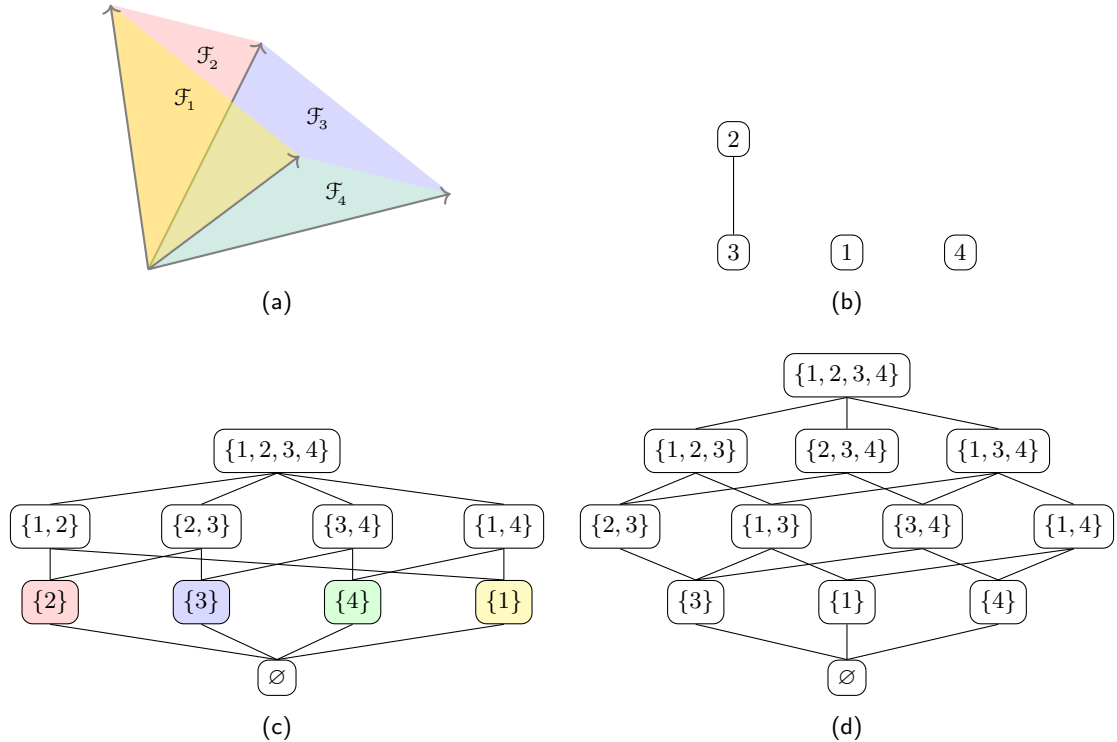 ℱ₂
ℱ₁
ℱ₃
ℱ₄
(a)
2
3 1 4
(b)
{1, 2, 3, 4}
{1, 2} {2, 3} {3, 4} {1, 4}
{2} {3} {4} {1}
∅
(c)
{1, 2, 3, 4}
{1, 2, 3} {2, 3, 4} {1, 3, 4}
{2, 3} {1, 3} {3, 4} {1, 4}
{3} {1} {4}
∅
(d)